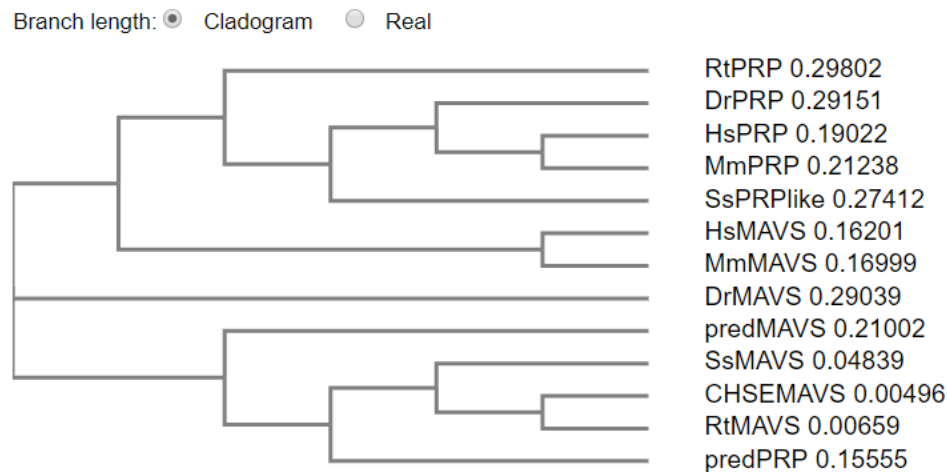 Branch length: Cladogram Real
RtPRP 0.29802
DrPRP 0.29151
HsPRP 0.19022
MmPRP 0.21238
SsPRPlike 0.27412
HsMAVS 0.16201
MmMAVS 0.16999
DrMAVS 0.29039
predMAVS 0.21002
SsMAVS 0.04839
CHSEMAVS 0.00496
RtMAVS 0.00659
predPRP 0.15555